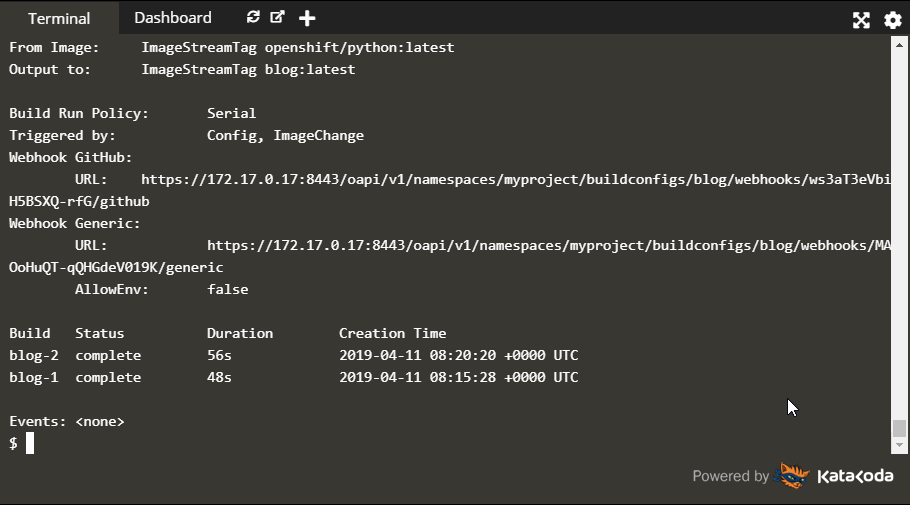 Terminal Dashboard
From Image: ImageStreamTag openshift/python:latest
Output to: ImageStreamTag blog:latest
Build Run Policy: Serial
Triggered by: Config, ImageChange
Webhook GitHub:
URL: https://172.17.0.17:8443/oapi/v1/namespaces/myproject/buildconfigs/blog/webhooks/ws3aT3eVbi
H5BSXQ-rfG/github
Webhook Generic:
URL: https://172.17.0.17:8443/oapi/v1/namespaces/myproject/buildconfigs/blog/webhooks/MA
OoHuQT-qQHGdeV019K/generic
AllowEnv: false
Build Status Duration Creation Time
blog-2 complete 56s 2019-04-11 08:20:20 +0000 UTC
blog-1 complete 48s 2019-04-11 08:15:28 +0000 UTC
Events: <none>
$
Powered by KataKoda